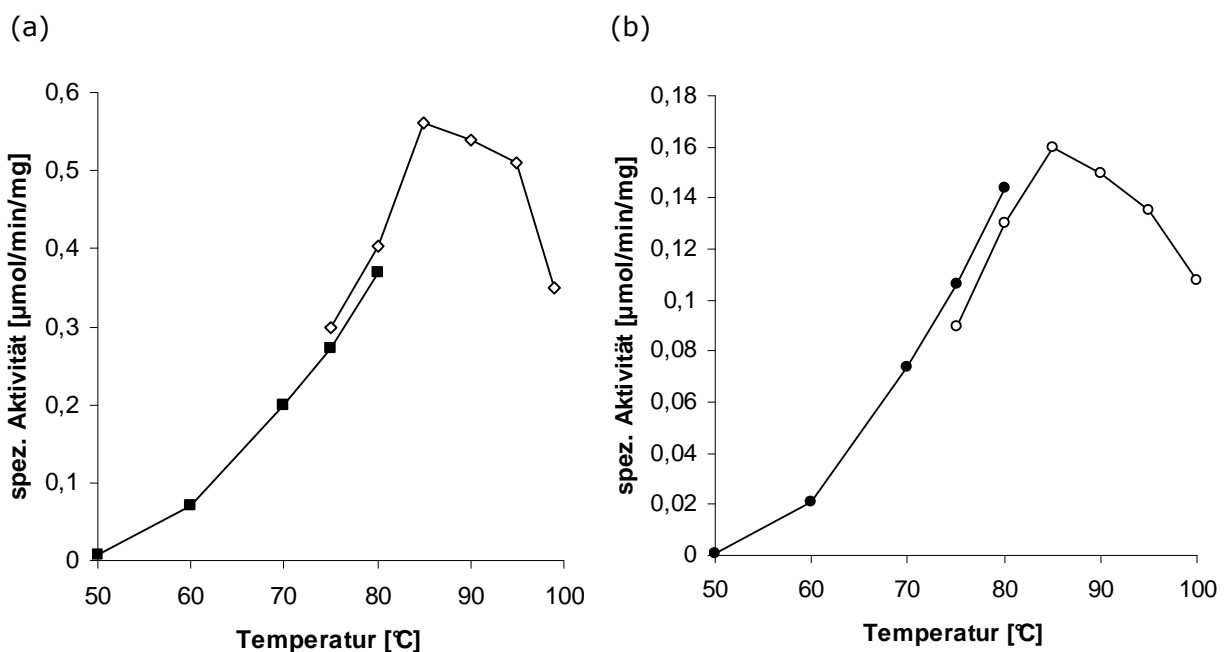 (a)
(b)
0,6
0,5
0,4
0,3
0,2
0,1
0
spez. Aktivität [µmol/min/mg]
50 60 70 80 90 100
Temperatur [°C]
0,18
0,16
0,14
0,12
0,1
0,08
0,06
0,04
0,02
0
spez. Aktivität [µmol/min/mg]
50 60 70 80 90 100
Temperatur [°C]